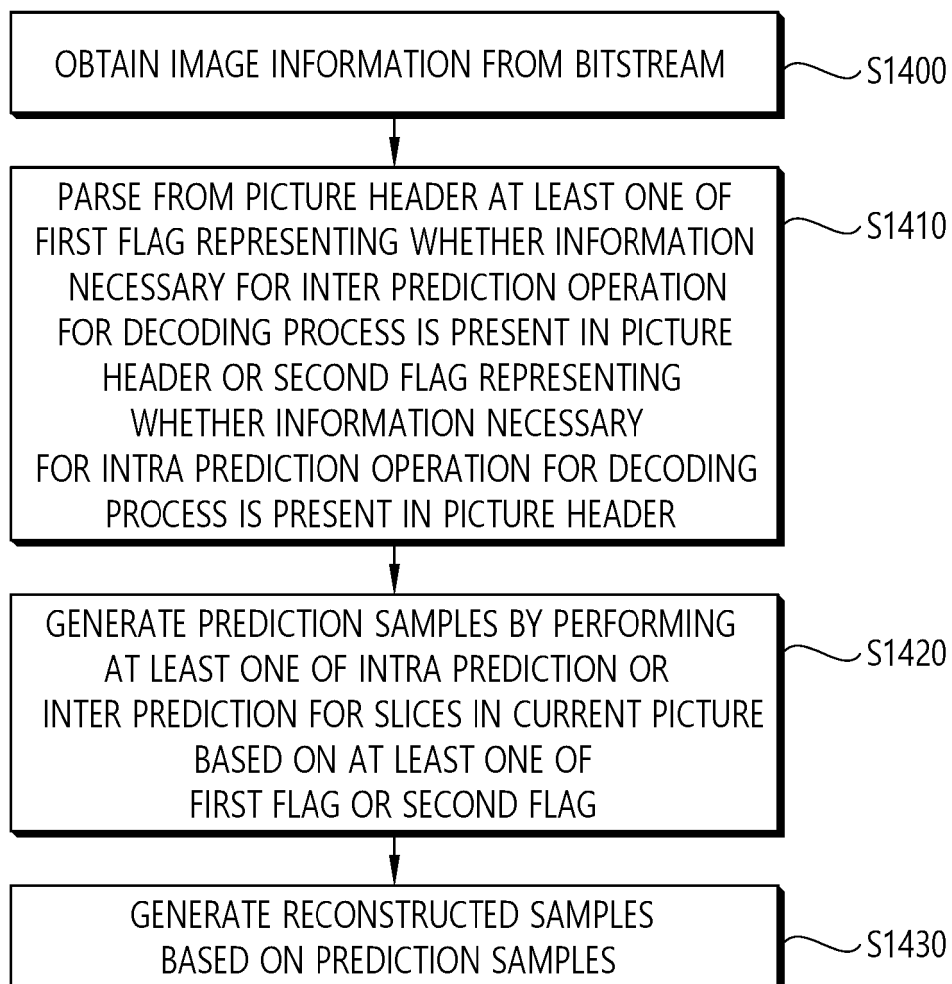 OBTAIN IMAGE INFORMATION FROM BITSTREAM
S1400
PARSE FROM PICTURE HEADER AT LEAST ONE OF
FIRST FLAG REPRESENTING WHETHER INFORMATION
NECESSARY FOR INTER PREDICTION OPERATION
FOR DECODING PROCESS IS PRESENT IN PICTURE
HEADER OR SECOND FLAG REPRESENTING
WHETHER INFORMATION NECESSARY
FOR INTRA PREDICTION OPERATION FOR DECODING
PROCESS IS PRESENT IN PICTURE HEADER
S1410
GENERATE PREDICTION SAMPLES BY PERFORMING
AT LEAST ONE OF INTRA PREDICTION OR
INTER PREDICTION FOR SLICES IN CURRENT PICTURE
BASED ON AT LEAST ONE OF
FIRST FLAG OR SECOND FLAG
S1420
GENERATE RECONSTRUCTED SAMPLES
BASED ON PREDICTION SAMPLES
S1430